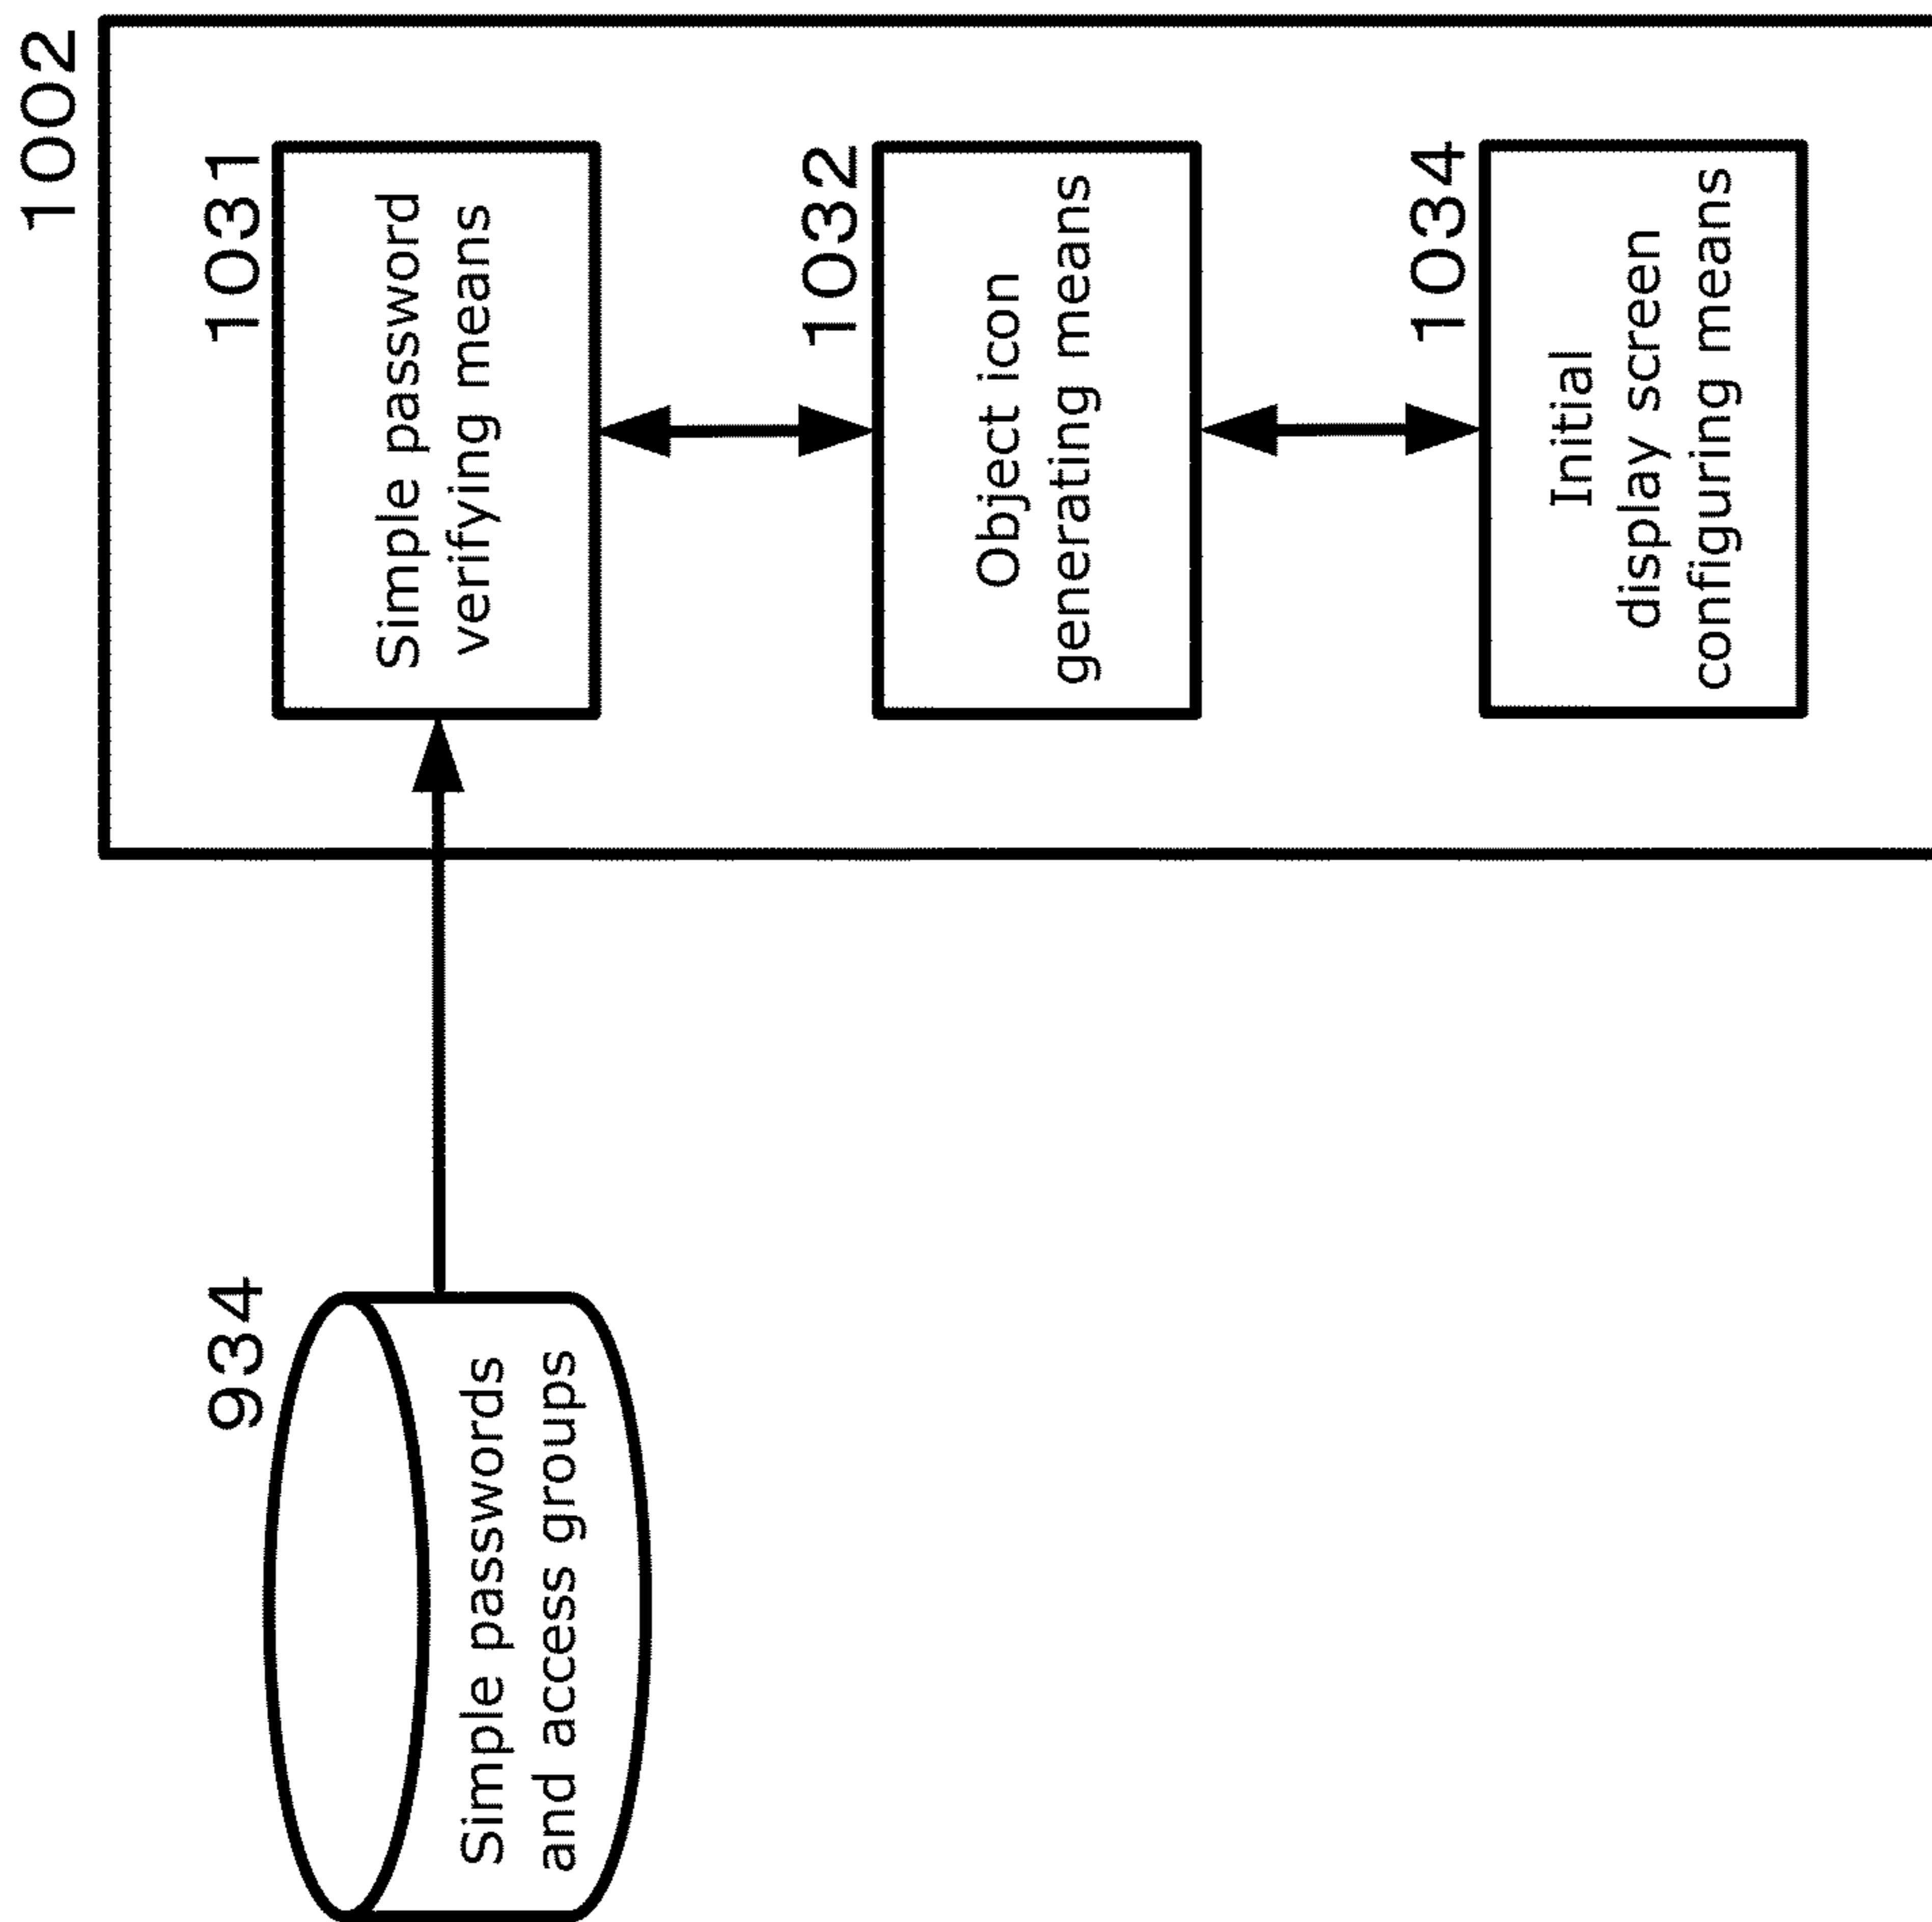 1002
1031
Simple password
verifying means
1032
Object icon
generating means
1034
Initial
display screen
configuring means
934
Simple passwords
and access groups